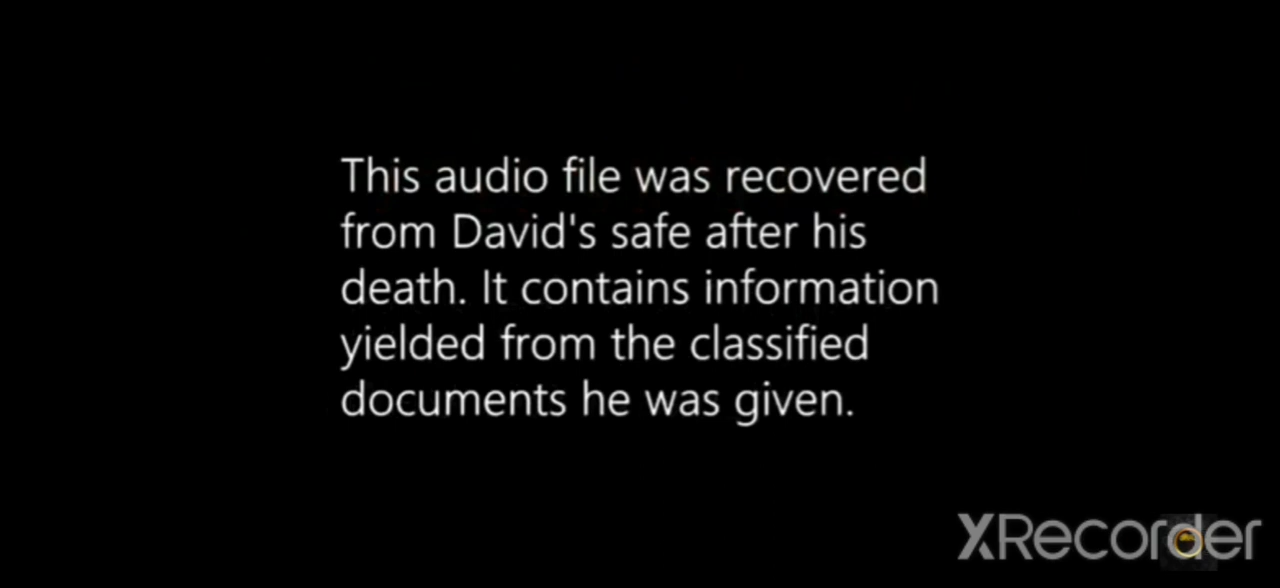 This audio file was recovered
from David's safe after his
death. It contains information
yielded from the classified
documents he was given.
XRecorder